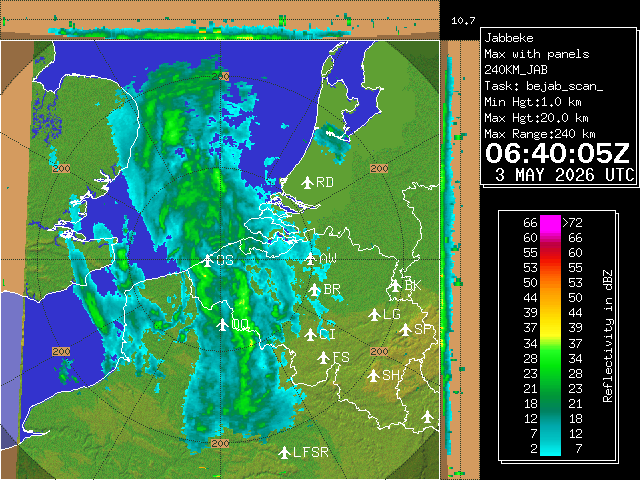 10.7
Jabbeke
Max with panels
240KM_JAB
Task: bejab_scan_
Min Hgt:1.0 km
Max Hgt:20.0 km
Max Range:240 km
06:40:05Z
3 MAY 2026 UTC
200
200
200
RD
OS
AW
BR
BK
LG
QQ
CI
SP
200
FS
SH
200
LFSR
66 >72
60 66
55 60
53 55
50 53
44 50
42 44
39 42
37 39
34 37
28 34
23 28
21 23
18 21
12 18
7 12
2 7
Reflectivity in dBZ